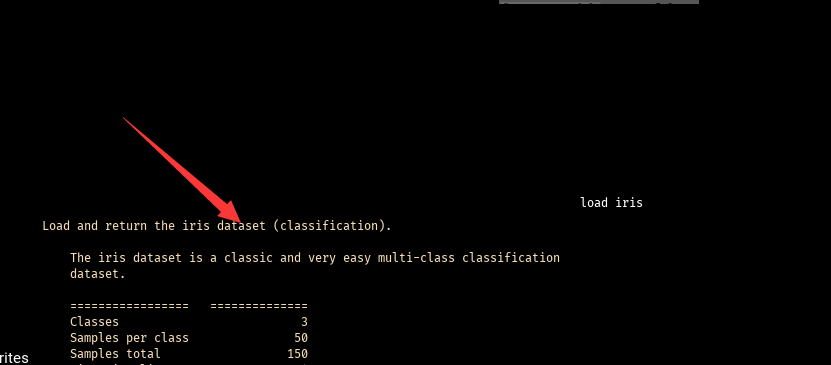 load iris
Load and return the iris dataset (classification).
The iris dataset is a classic and very easy multi-class classification
dataset.
================= ==============
Classes 3
Samples per class 50
Samples total 150
rites